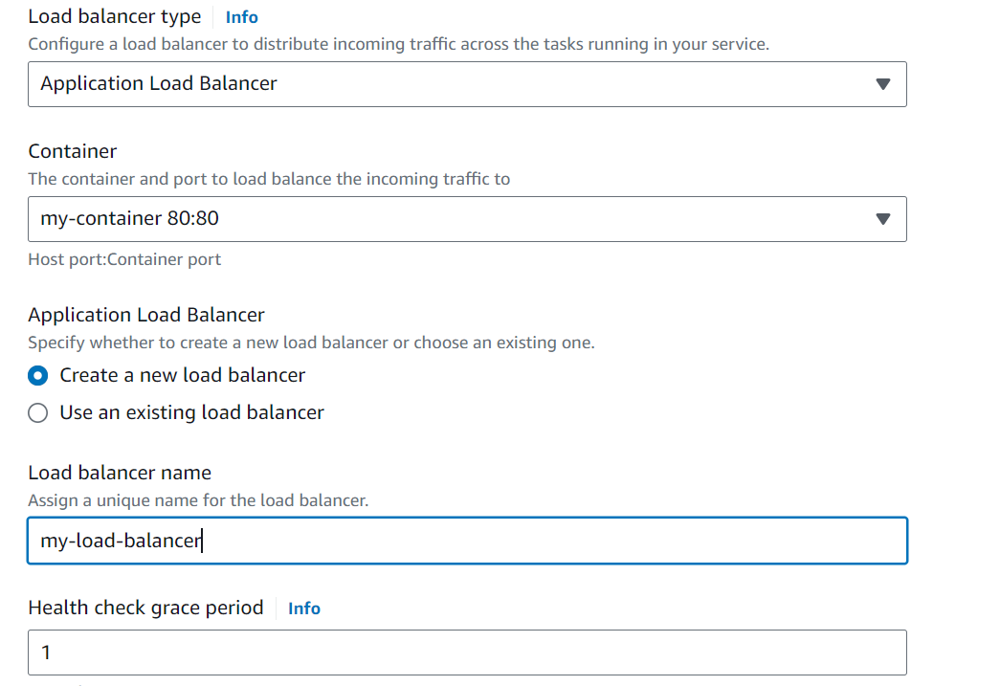 Load balancer type Info
Configure a load balancer to distribute incoming traffic across the tasks running in your service.
Application Load Balancer
Container
The container and port to load balance the incoming traffic to
my-container 80:80
Host port:Container port
Application Load Balancer
Specify whether to create a new load balancer or choose an existing one.
Create a new load balancer
Use an existing load balancer
Load balancer name
Assign a unique name for the load balancer.
my-load-balancer
Health check grace period Info
1